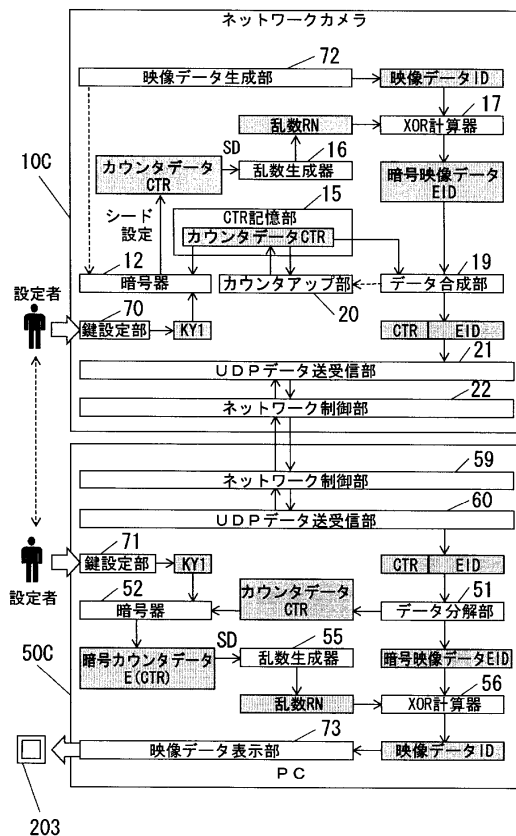 ネットワークカメラ
72
映像データ生成部
映像データID
17
乱数RN
XOR計算器
16
SD
カウンタデータ
CTR
乱数生成器
暗号映像データ
EID
10C
15
シード
設定
CTR記憶部
カウンタデータCTR
12
19
暗号器
カウントアップ部
データ合成部
設定者
70
20
鍵設定部
KY1
CTR
EID
21
UDPデータ送受信部
22
ネットワーク制御部
59
ネットワーク制御部
60
UDPデータ送受信部
71
鍵設定部
KY1
CTR
EID
設定者
52
カウンタデータ
CTR
51
暗号器
データ分解部
50C
SD
55
暗号カウンタデータ
E(CTR)
乱数生成器
暗号映像データEID
56
乱数RN
XOR計算器
73
映像データ表示部
映像データID
PC
203